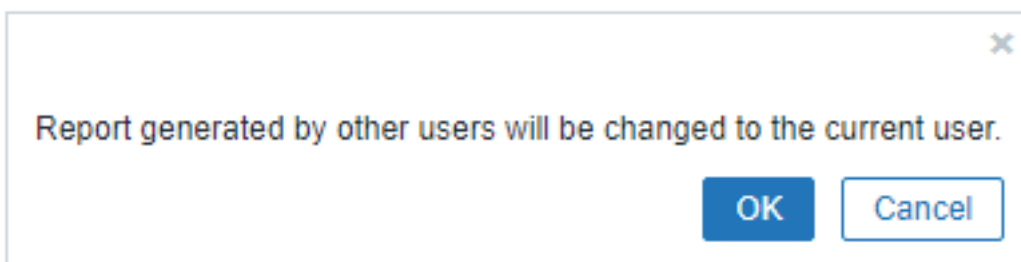 Report generated by other users will be changed to the current user.
OK Cancel